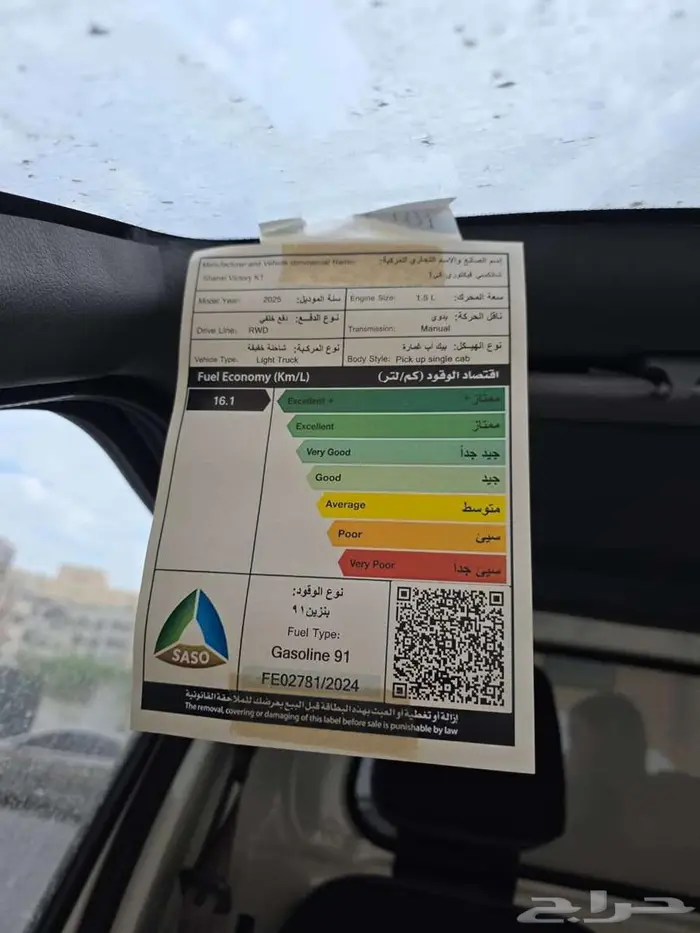 Manufacturer and Vehicle commercial Name: إسم الصانع والاسم التجاري للمركبة:
Shansi Victory K1 شانكسي فيكتوري كي1
Model Year: 2025 سنة الموديل: Engine Size: 1.5 L سعة المحرك:
نوع الدفع: دفع خلفي ناقل الحركة: يدوي
Drive Line: RWD Transmission: Manual
نوع المركبة: شاحنة خفيفة نوع الهيكل: بيك أب غمارة
Vehicle Type: Light Truck Body Style: Pick up single cab
Fuel Economy (Km/L) اقتصاد الوقود (كم/لتر)
16.1 Excellent + ممتاز +
Excellent ممتاز
Very Good جيد جداً
Good جيد
Average متوسط
Poor سيئ
Very Poor سيئ جدا
نوع الوقود:
بنزين ٩١
Fuel Type:
Gasoline 91
FE02781/2024
SASO
إزالة أو تغطية أو العبث بهذه البطاقة قبل البيع يعرضك للملاحقة القانونية
The removal, covering or damaging of this label before sale is punishable by law
حراج